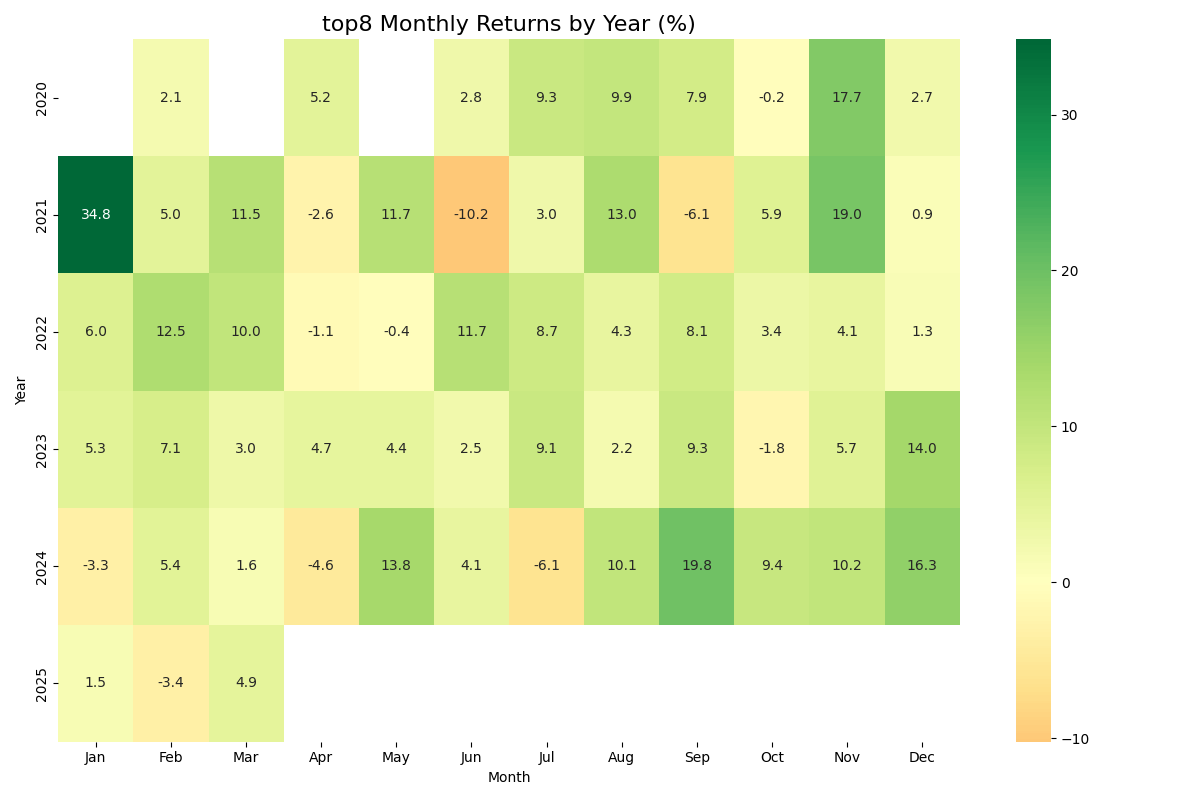 top8 Monthly Returns by Year (%)
2020 2.1 5.2 2.8 9.3 9.9 7.9 -0.2 17.7 2.7
2021 34.8 5.0 11.5 -2.6 11.7 -10.2 3.0 13.0 -6.1 5.9 19.0 0.9
2022 6.0 12.5 10.0 -1.1 -0.4 11.7 8.7 4.3 8.1 3.4 4.1 1.3
Year
2023 5.3 7.1 3.0 4.7 4.4 2.5 9.1 2.2 9.3 -1.8 5.7 14.0
2024 -3.3 5.4 1.6 -4.6 13.8 4.1 -6.1 10.1 19.8 9.4 10.2 16.3
2025 1.5 -3.4 4.9
Jan Feb Mar Apr May Jun Jul Aug Sep Oct Nov Dec
Month
30
20
10
0
−10